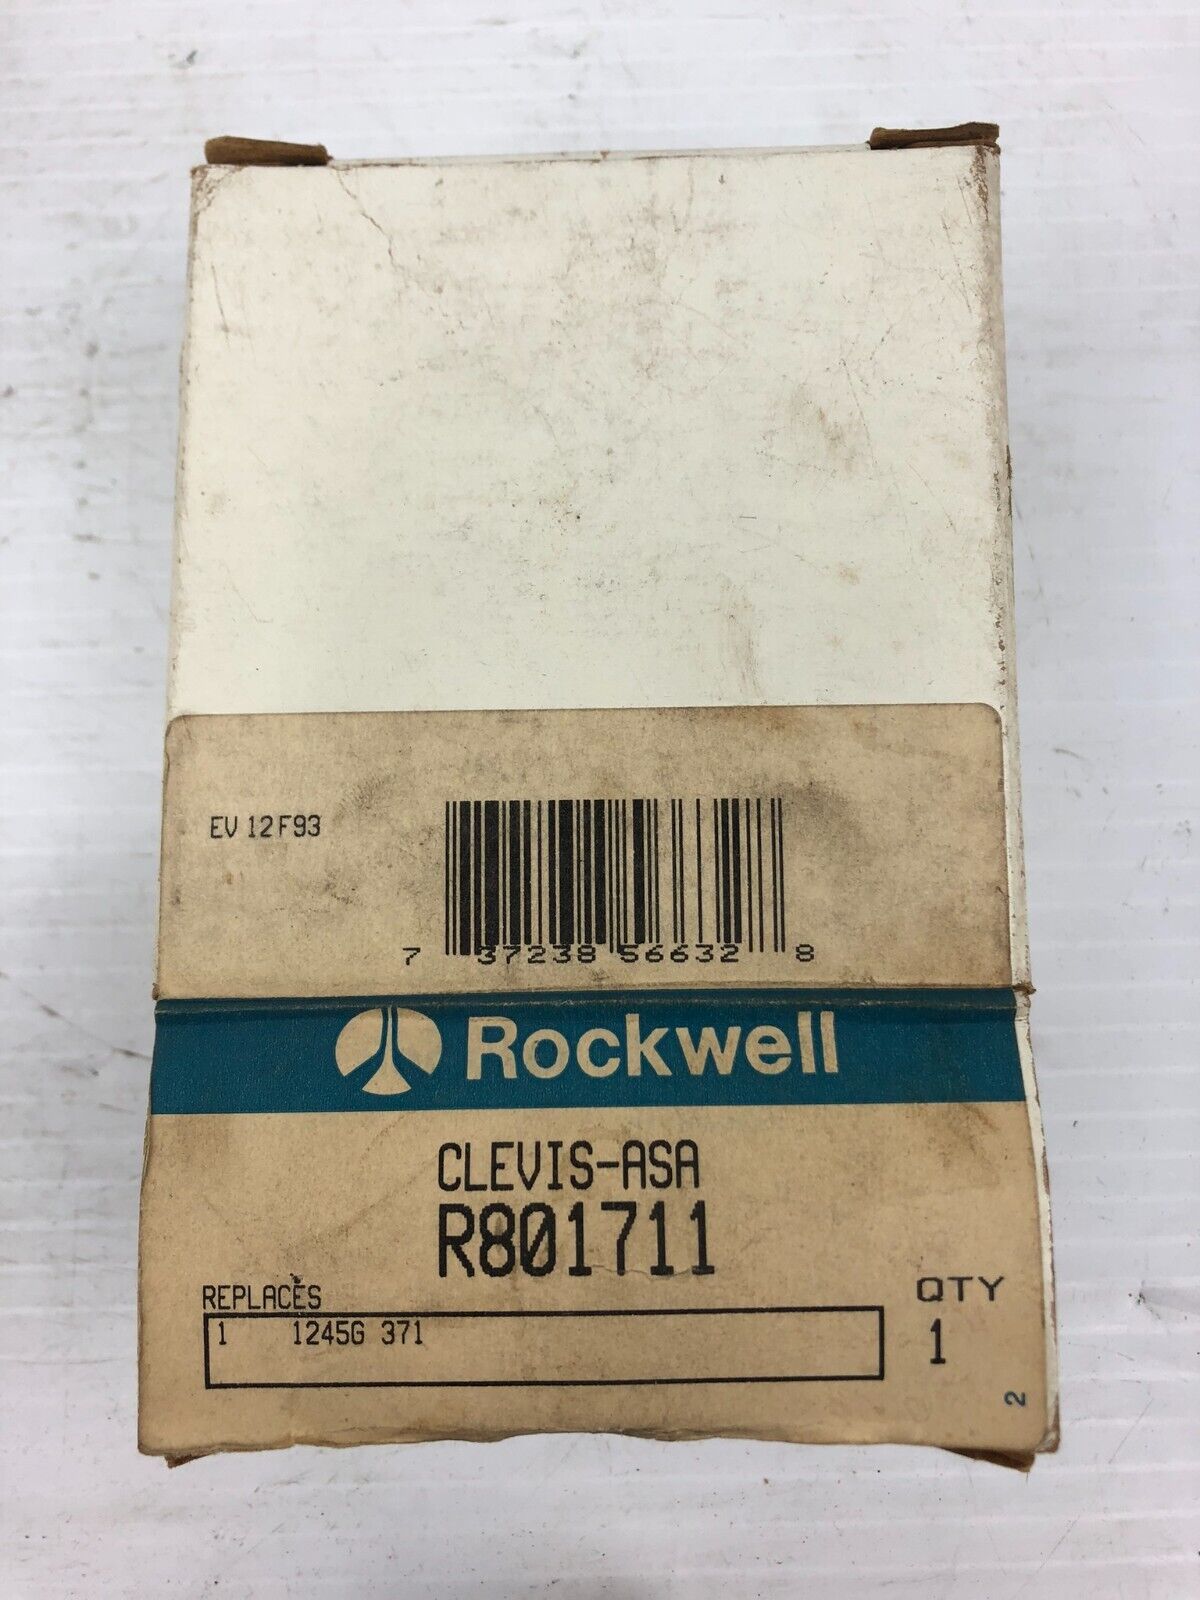 EV 12F93
7 37238 56632 8
Rockwell
CLEVIS-ASA
R801711
REPLACES
1 1245G 371
QTY
1
2